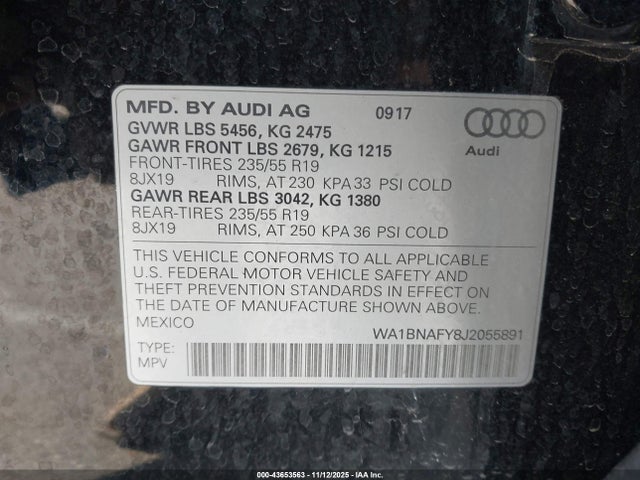 MFD. BY AUDI AG 0917
GVWR LBS 5456, KG 2475
GAWR FRONT LBS 2679, KG 1215
FRONT-TIRES 235/55 R19
8JX19 RIMS, AT 230 KPA 33 PSI COLD
GAWR REAR LBS 3042, KG 1380
REAR-TIRES 235/55 R19
8JX19 RIMS, AT 250 KPA 36 PSI COLD
Audi
THIS VEHICLE CONFORMS TO ALL APPLICABLE
U.S. FEDERAL MOTOR VEHICLE SAFETY AND
THEFT PREVENTION STANDARDS IN EFFECT ON
THE DATE OF MANUFACTURE SHOWN ABOVE.
MEXICO
WA1BNAFY8J2055891
TYPE:
MPV
000-43653563 - 11/12/2025 - IAA Inc.